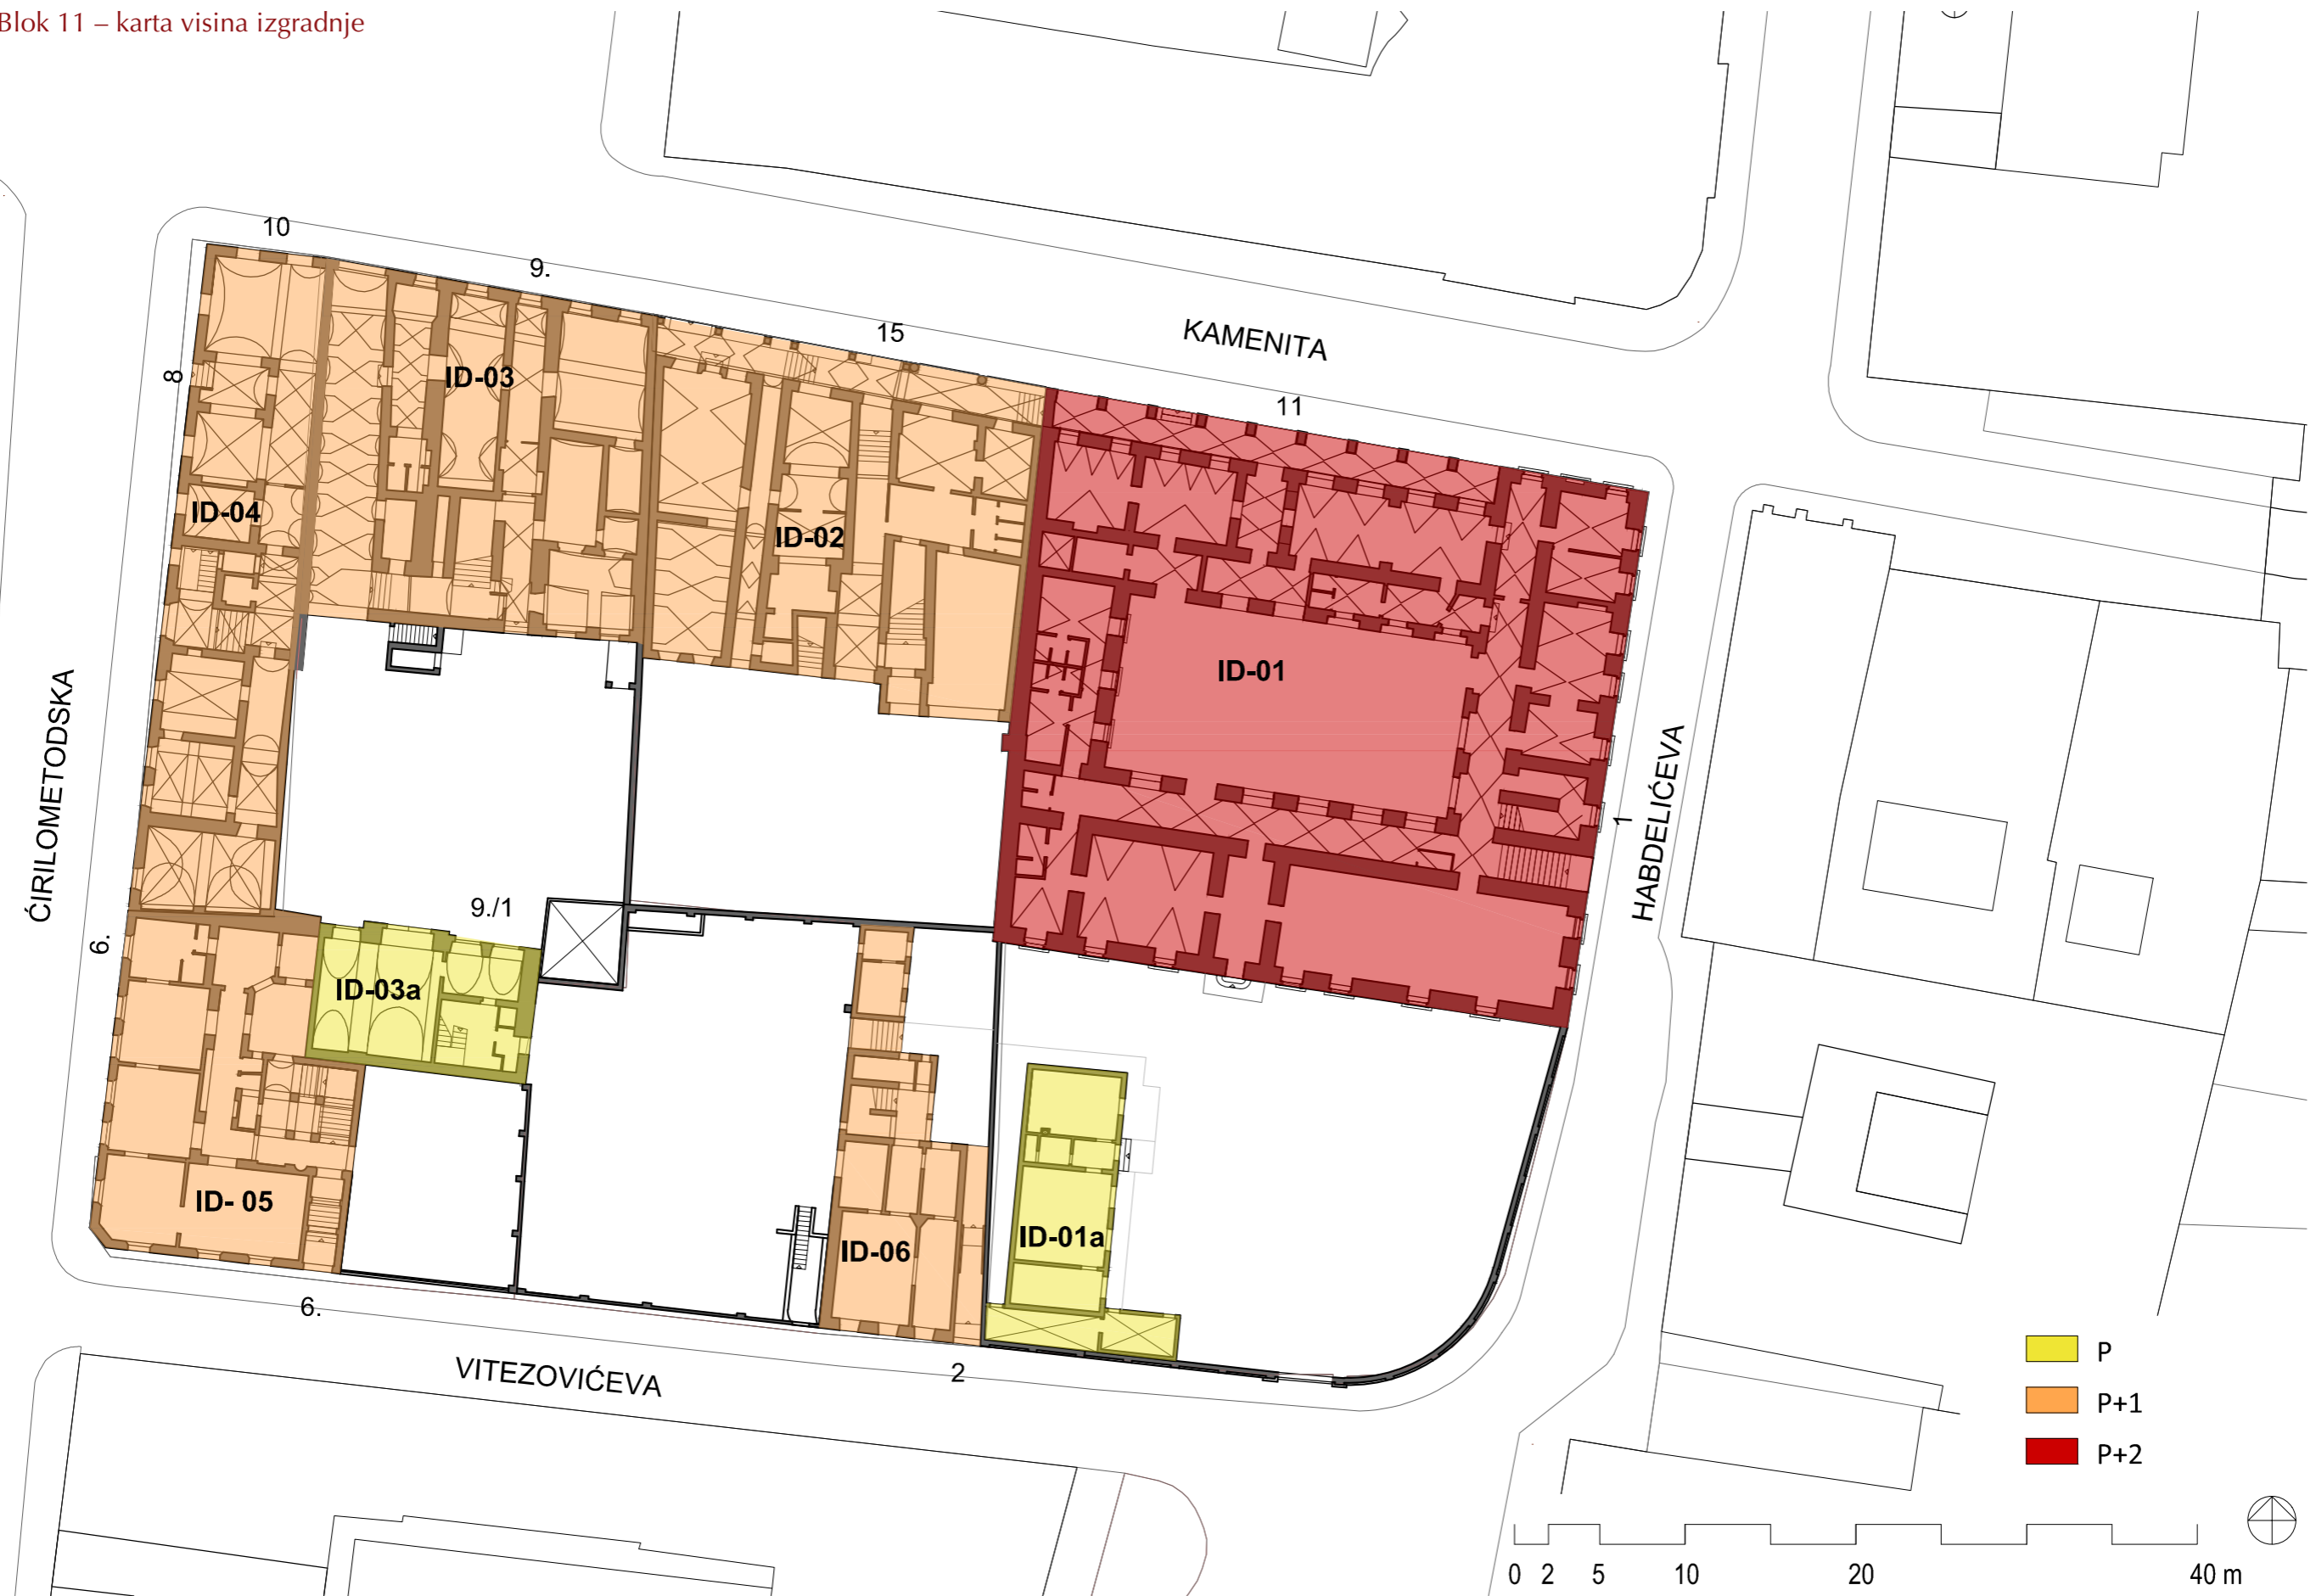 Blok 11 – karta visina izgradnje
10
9.
15
KAMENITA
11
8
ID-03
ID-04
ID-02
ID-01
ĆIRILOMETODSKA
HABDELIĆEVA
1
6.
9./1
ID-03a
ID- 05
ID-06
ID-01a
6.
VITEZOVIĆEVA
2
P
P+1
P+2
0 2 5 10 20 40 m